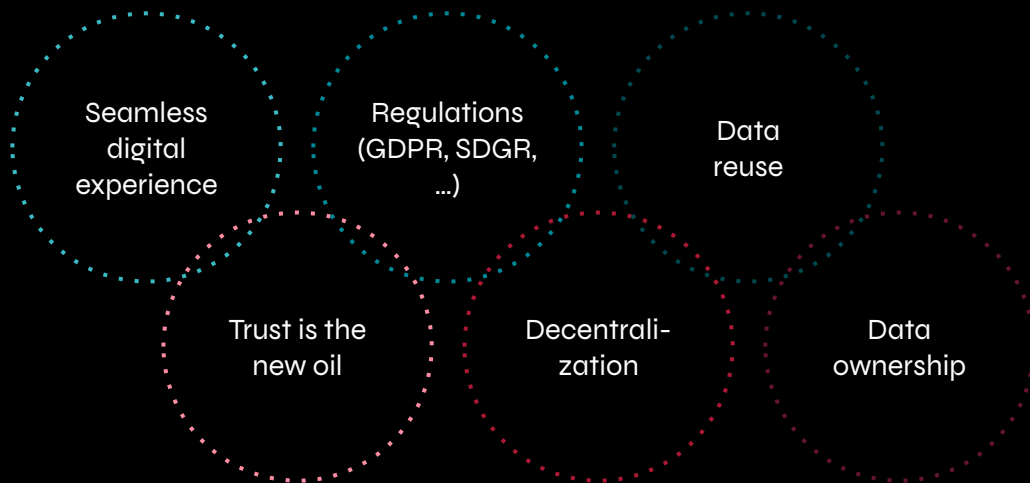 Seamless
digital
experience
Regulations
(GDPR, SDGR,
...)
Data
reuse
Trust is the
new oil
Decentrali-
zation
Data
ownership